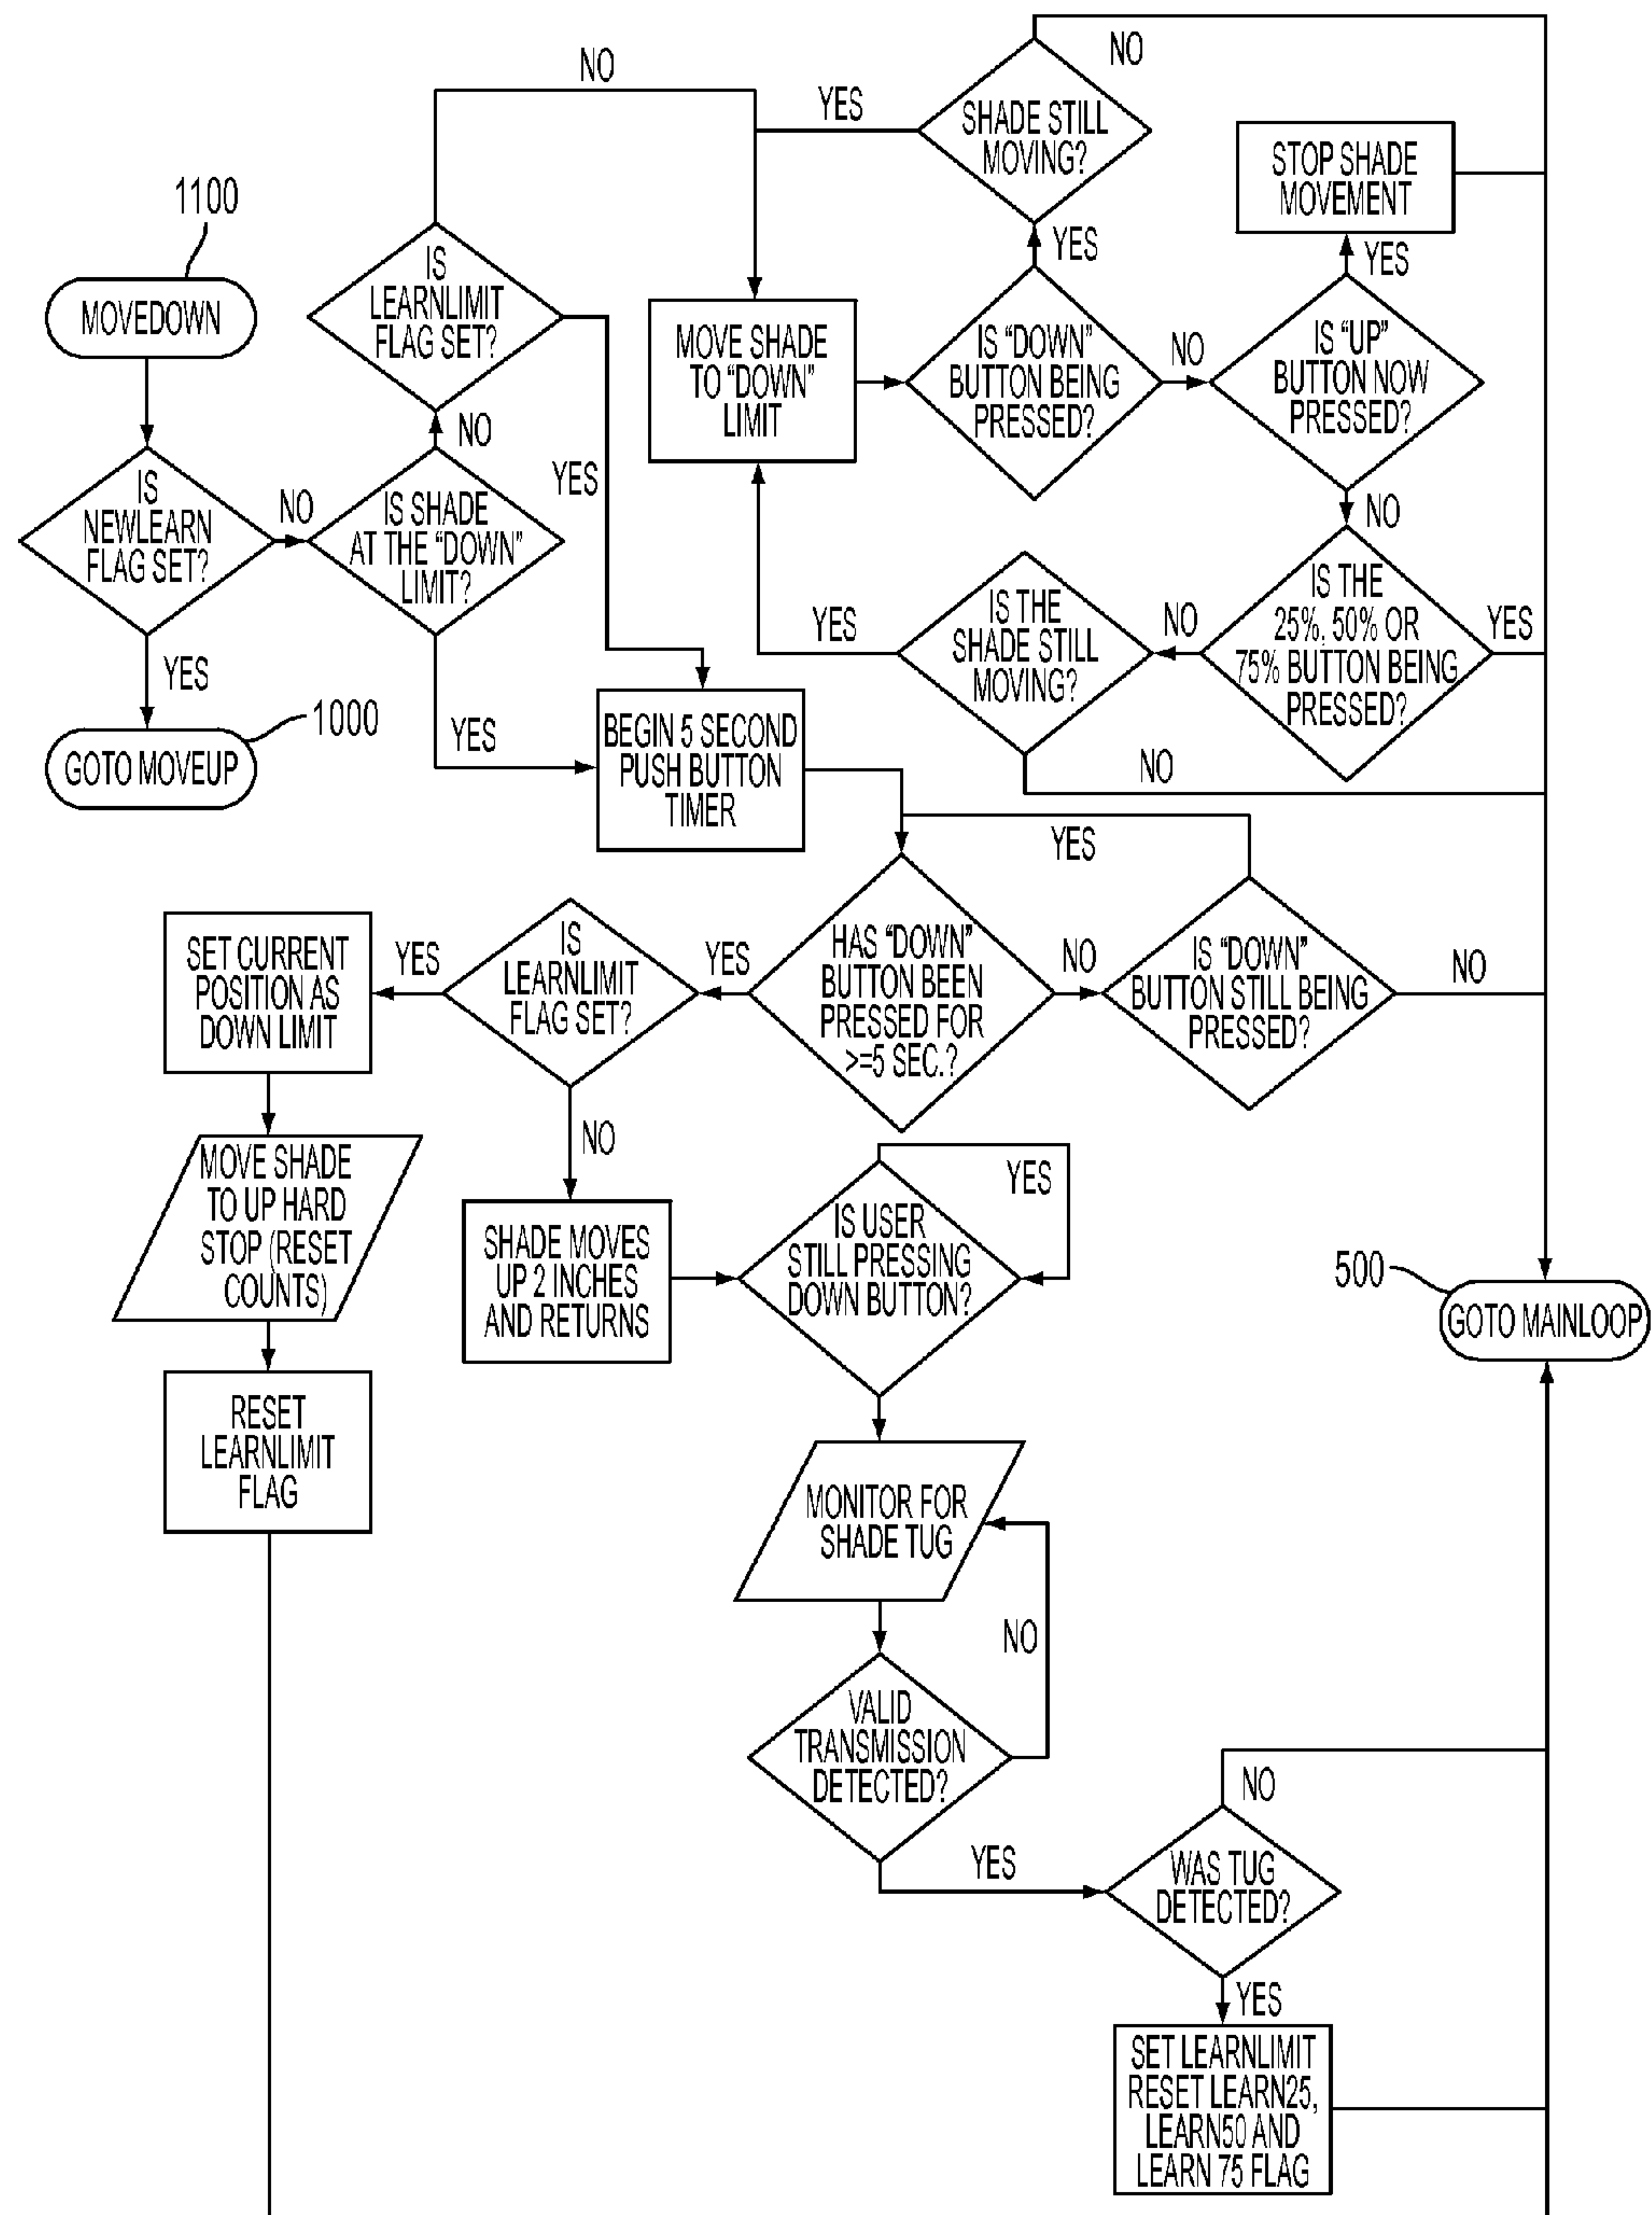 NO
NO
YES
SHADE STILL
MOVING?
STOP SHADE
MOVEMENT
1100
YES
YES
IS
LEARNLIMIT
FLAG SET?
MOVEDOWN
MOVE SHADE
TO "DOWN"
LIMIT
IS "DOWN"
BUTTON BEING
PRESSED?
NO
IS "UP"
BUTTON NOW
PRESSED?
NO
YES
NO
IS
NEWLEARN
FLAG SET?
NO
IS SHADE
AT THE "DOWN"
LIMIT?
YES
IS THE
SHADE STILL
MOVING?
NO
IS THE
25%, 50% OR
75% BUTTON BEING
PRESSED?
YES
YES
1000
GOTO MOVEUP
YES
BEGIN 5 SECOND
PUSH BUTTON
TIMER
NO
YES
SET CURRENT
POSITION AS
DOWN LIMIT
YES
IS
LEARNLIMIT
FLAG SET?
YES
HAS "DOWN"
BUTTON BEEN
PRESSED FOR
>=5 SEC.?
NO
IS "DOWN"
BUTTON STILL BEING
PRESSED?
NO
NO
MOVE SHADE
TO UP HARD
STOP (RESET
COUNTS)
SHADE MOVES
UP 2 INCHES
AND RETURNS
YES
IS USER
STILL PRESSING
DOWN BUTTON?
500
GOTO MAINLOOP
RESET
LEARNLIMIT
FLAG
MONITOR FOR
SHADE TUG
NO
VALID
TRANSMISSION
DETECTED?
NO
YES
WAS TUG
DETECTED?
YES
SET LEARNLIMIT
RESET LEARN25,
LEARN50 AND
LEARN 75 FLAG